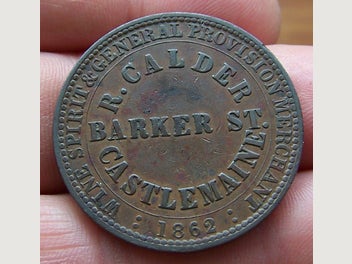 WINE SPIRIT & GENERAL PROVISION MERCHANT
R. CALDER
BARKER ST.
CASTLEMAINE
: 1862 :